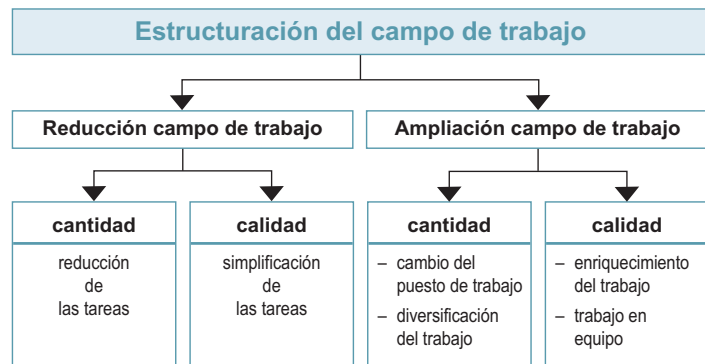 Estructuración del campo de trabajo
Reducción campo de trabajo
Ampliación campo de trabajo
cantidad
reducción
de
las tareas
calidad
simplificación
de
las tareas
cantidad
– cambio del
puesto de trabajo
– diversificación
del trabajo
calidad
– enriquecimiento
del trabajo
– trabajo en
equipo